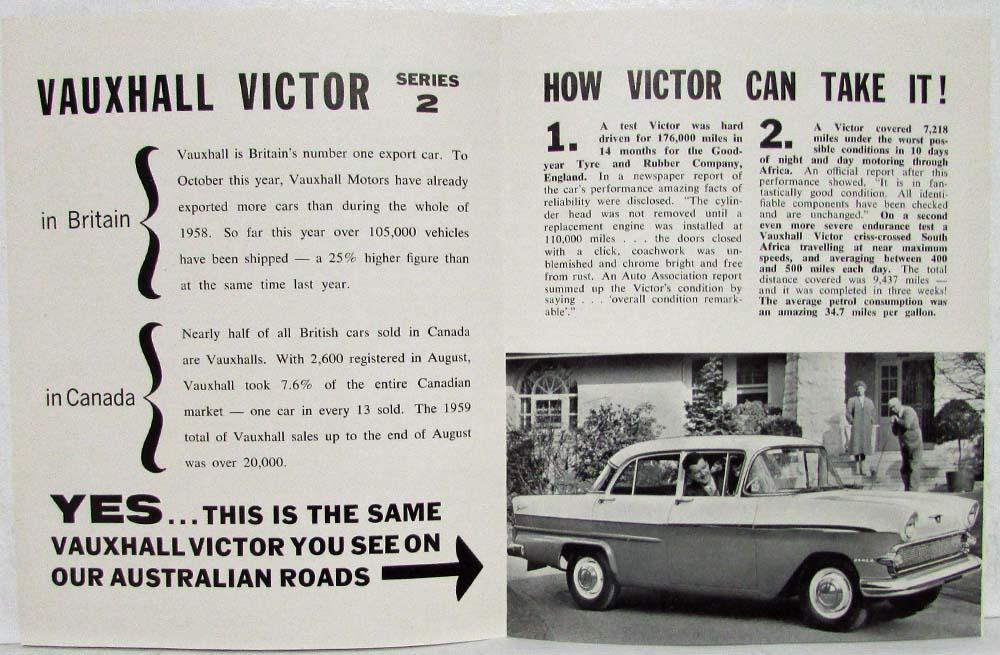 VAUXHALL VICTOR SERIES 2
in Britain
Vauxhall is Britain's number one export car. To
October this year, Vauxhall Motors have already
exported more cars than during the whole of
1958. So far this year over 105,000 vehicles
have been shipped — a 25% higher figure than
at the same time last year.
in Canada
Nearly half of all British cars sold in Canada
are Vauxhalls. With 2,600 registered in August,
Vauxhall took 7.6% of the entire Canadian
market — one car in every 13 sold. The 1959
total of Vauxhall sales up to the end of August
was over 20,000.
YES...THIS IS THE SAME
VAUXHALL VICTOR YOU SEE ON
OUR AUSTRALIAN ROADS
HOW VICTOR CAN TAKE IT!
1. A test Victor was hard
driven for 176,000 miles in
14 months for the Good-
year Tyre and Rubber Company,
England. In a newspaper report of
the car's performance amazing facts of
reliability were disclosed. "The cylin-
der head was not removed until a
replacement engine was installed at
110,000 miles . . . the doors closed
with a click, coachwork was un-
blemished and chrome bright and free
from rust. An Auto Association report
summed up the Victor's condition by
saying . . . 'overall condition remark-
able'."
2. A Victor covered 7,218
miles under the worst pos-
sible conditions in 10 days
of night and day motoring through
Africa. An official report after this
performance showed, "It is in fan-
tastically good condition. All identi-
fiable components have been checked
and are unchanged." On a second
even more severe endurance test a
Vauxhall Victor criss-crossed South
Africa travelling at near maximum
speeds, and averaging between 400
and 500 miles each day. The total
distance covered was 9,437 miles —
and it was completed in three weeks!
The average petrol consumption was
an amazing 34.7 miles per gallon.